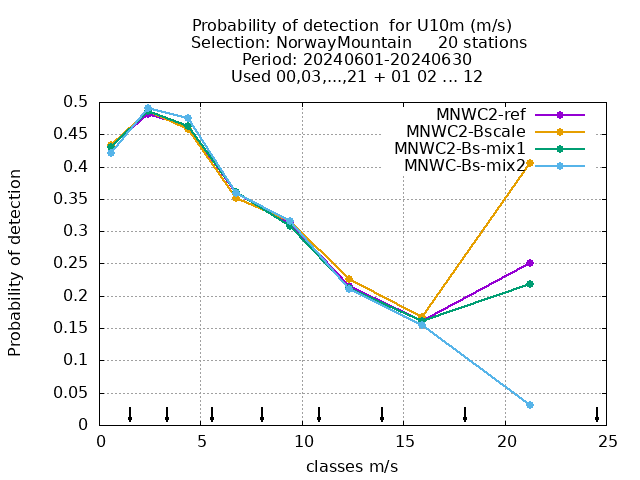 Probability of detection  for U10m (m/s)
Selection: NorwayMountain     20 stations
Period: 20240601-20240630
Used 00,03,...,21 + 01 02 ... 12
MNWC2-ref
MNWC2-Bscale
MNWC2-Bs-mix1
MNWC-Bs-mix2
Probability of detection
0.5
0.45
0.4
0.35
0.3
0.25
0.2
0.15
0.1
0.05
0
0 5 10 15 20 25
classes m/s